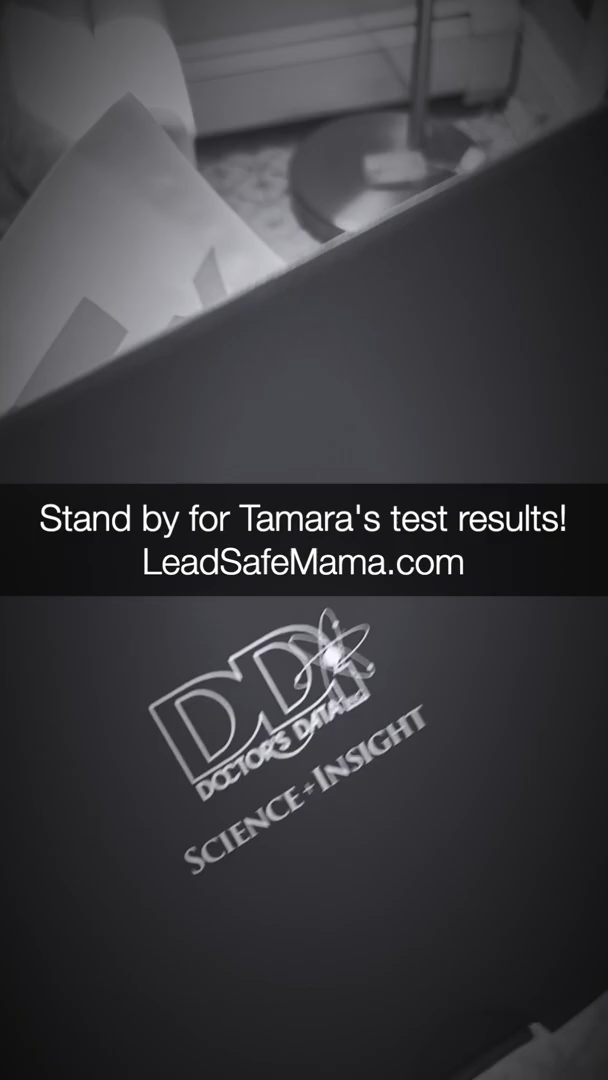 Stand by for Tamara's test results!
LeadSafeMama.com
DD
DOCTOR'S DATA
SCIENCE + INSIGHT